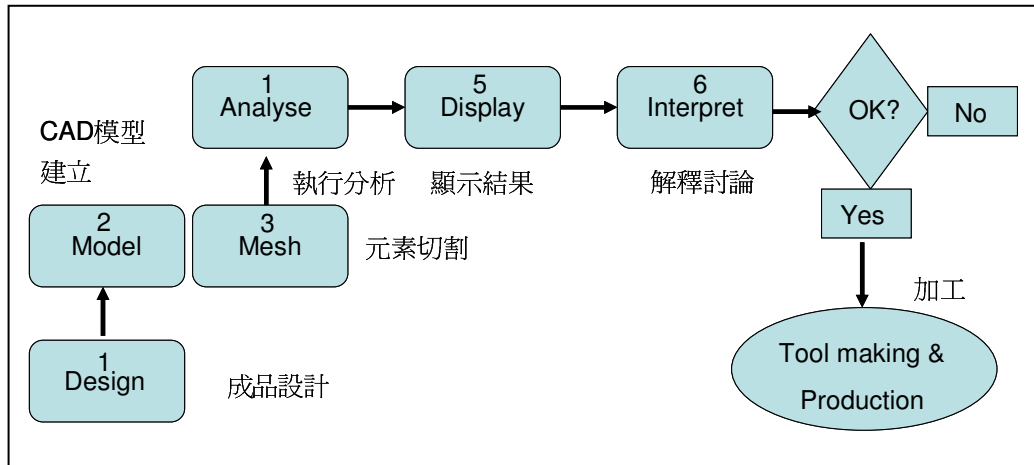 1
Analyse
5
Display
6
Interpret
OK?
No
CAD模型
建立
執行分析
顯示結果
解釋討論
Yes
2
Model
3
Mesh
元素切割
加工
1
Design
成品設計
Tool making &
Production